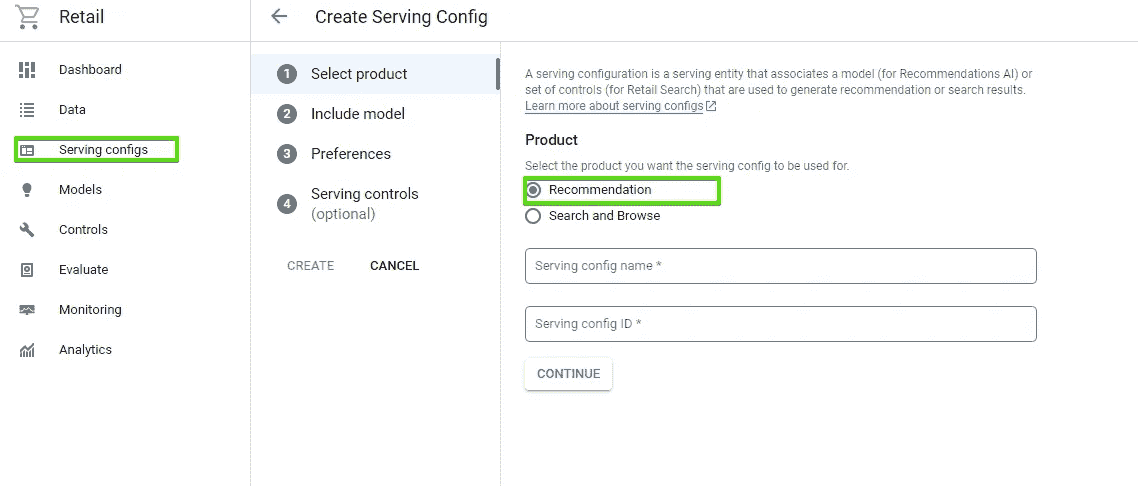 Retail
Dashboard
Data
Serving configs
Models
Controls
Evaluate
Monitoring
Analytics
Create Serving Config
1 Select product
2 Include model
3 Preferences
4 Serving controls
(optional)
CREATE CANCEL
A serving configuration is a serving entity that associates a model (for Recommendations AI) or
set of controls (for Retail Search) that are used to generate recommendation or search results.
Learn more about serving configs
Product
Select the product you want the serving config to be used for.
Recommendation
Search and Browse
Serving config name *
Serving config ID *
CONTINUE